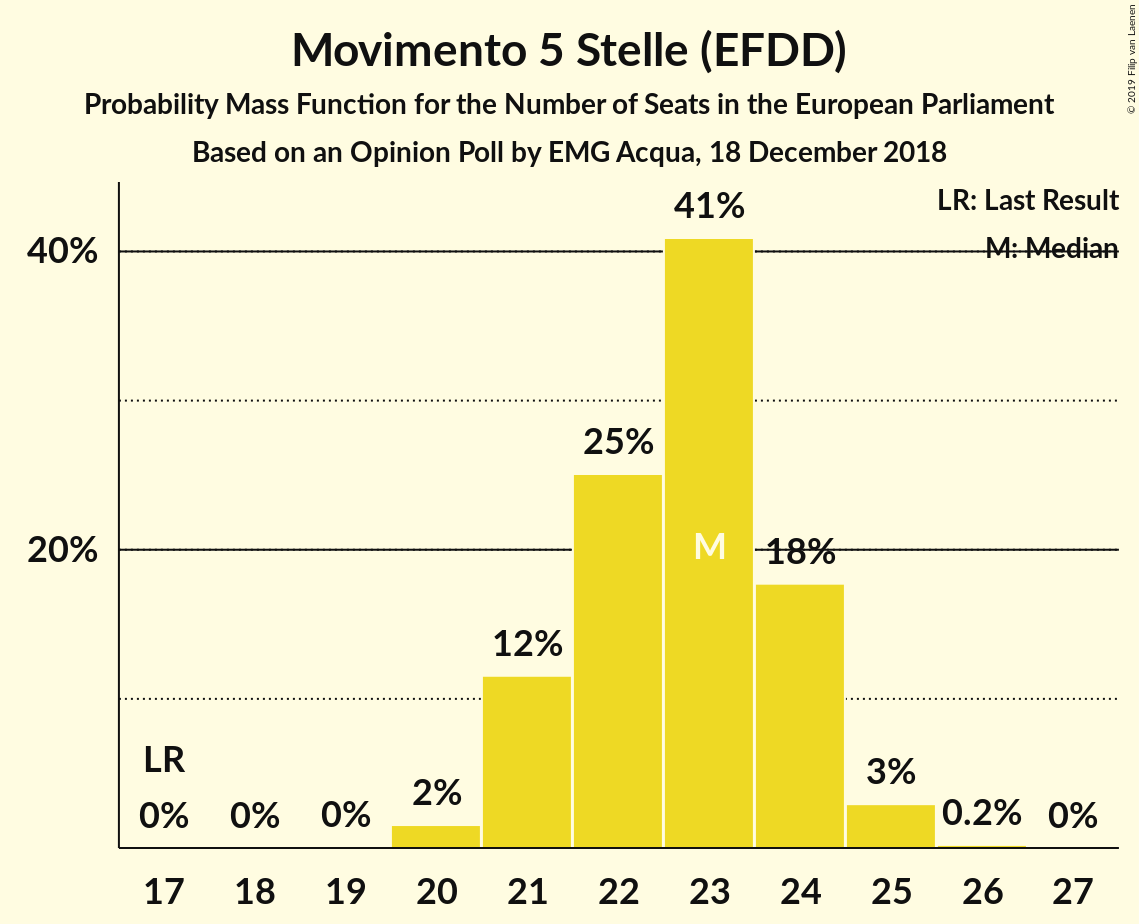 Movimento 5 Stelle (EFDD)
Probability Mass Function for the Number of Seats in the European Parliament
Based on an Opinion Poll by EMG Acqua, 18 December 2018
© 2019 Filip van Laenen
LR: Last Result
M: Median
40%
20%
LR
0%
0%
0%
2%
12%
25%
41%
M
18%
3%
0.2%
0%
17 18 19 20 21 22 23 24 25 26 27